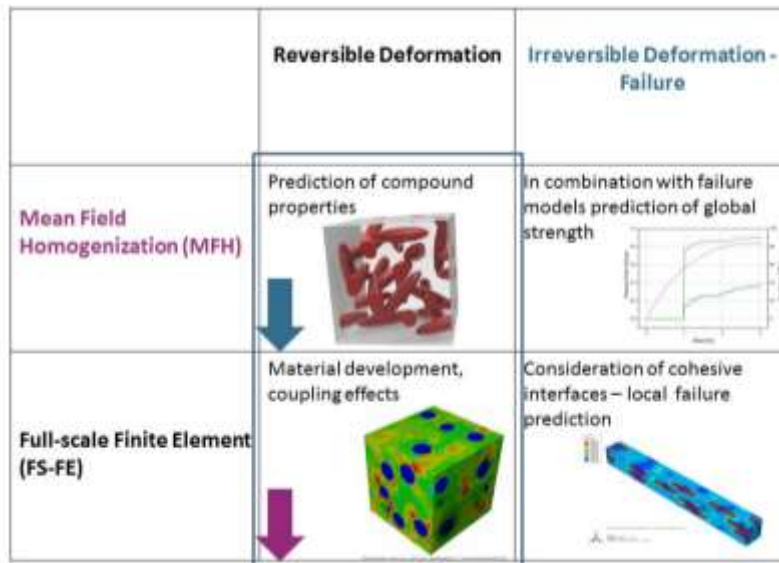 Reversible Deformation
Irreversible Deformation -
Failure
Mean Field
Homogenization (MFH)
Prediction of compound
properties
In combination with failure
models prediction of global
strength
Full-scale Finite Element
(FS-FE)
Material development,
coupling effects
Consideration of cohesive
interfaces – local failure
prediction